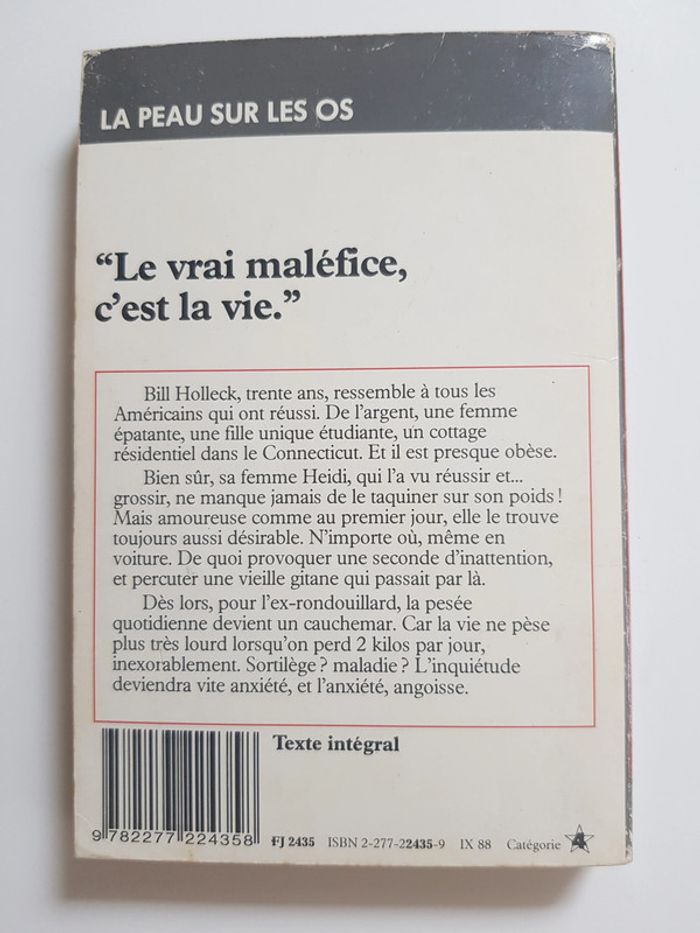 LA PEAU SUR LES OS
“Le vrai maléfice,
c’est la vie.”
Bill Holleck, trente ans, ressemble à tous les
Américains qui ont réussi. De l’argent, une femme
épatante, une fille unique étudiante, un cottage
résidentiel dans le Connecticut. Et il est presque obèse.
Bien sûr, sa femme Heidi, qui l’a vu réussir et...
grossir, ne manque jamais de le taquiner sur son poids !
Mais amoureuse comme au premier jour, elle le trouve
toujours aussi désirable. N’importe où, même en
voiture. De quoi provoquer une seconde d’inattention,
et percuter une vieille gitane qui passait par là.
Dès lors, pour l’ex-rondouillard, la pesée
quotidienne devient un cauchemar. Car la vie ne pèse
plus très lourd lorsqu’on perd 2 kilos par jour,
inexorablement. Sortilège ? maladie ? L’inquiétude
deviendra vite anxiété, et l’anxiété, angoisse.
Texte intégral
9 782277 224358 FJ 2435 ISBN 2-277-22435-9 IX 88 Catégorie 4